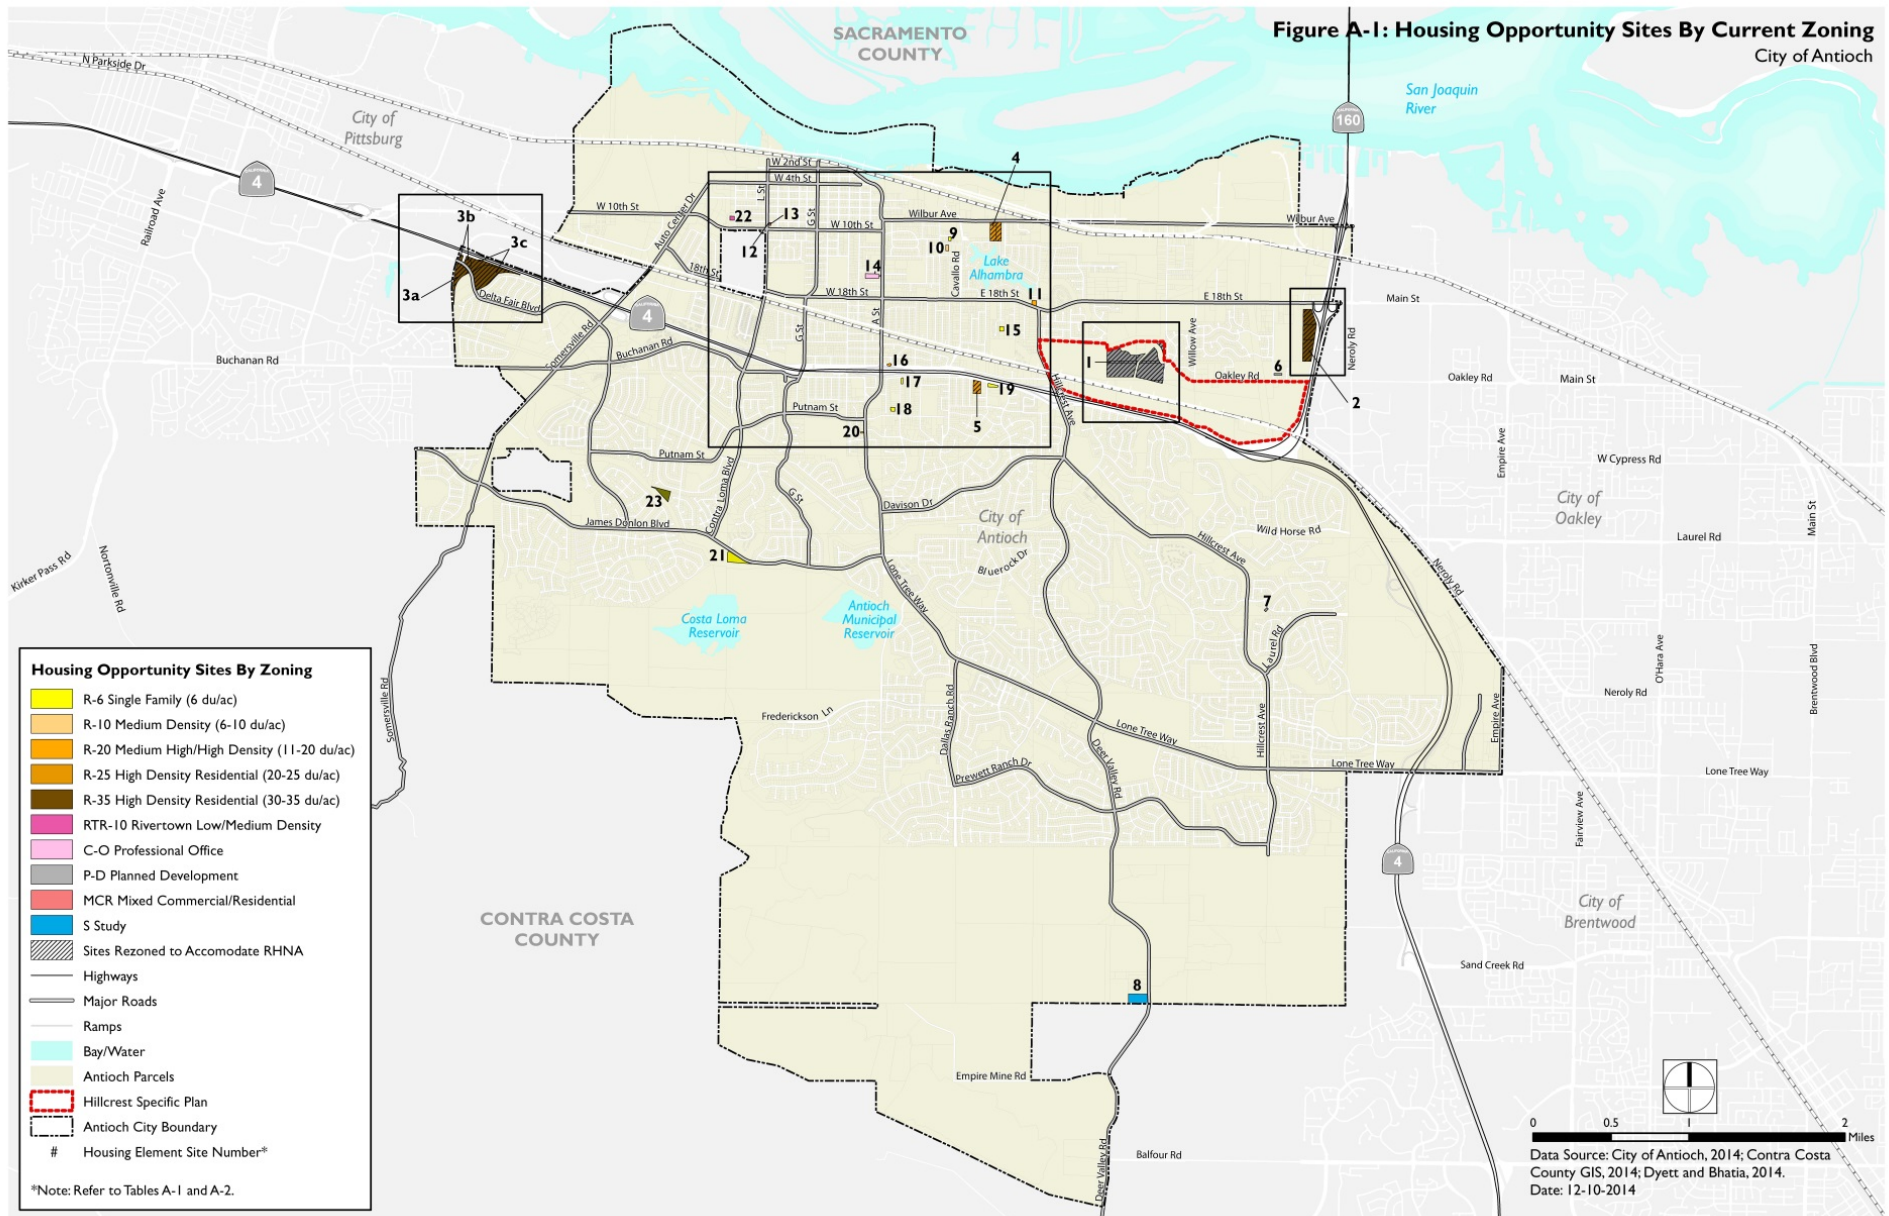 Figure A-1: Housing Opportunity Sites By Current Zoning
City of Antioch
SACRAMENTO
COUNTY
San Joaquin
River
160
N Parkside Dr
City of
Pittsburg
4
Railroad Ave
W 2nd St
W 4th St
L St
G St
W 10th St
Auto Center Dr
22
13
12
W 10th St
Wilbur Ave
Wilbur Ave
4
9
10
Cavallo Rd
Lake
Alhambra
3b
3c
3a
Delta Fair Blvd
18th St
14
W 18th St
A St
E 18th St
11
E 18th St
Main St
4
G St
15
Somersville Rd
Buchanan Rd
Buchanan Rd
16
17
18
19
5
20
1
Hillcrest Ave
Willow Ave
Oakley Rd
6
2
Neroly Rd
Oakley Rd
Main St
Putnam St
Putnam St
Contra Loma Blvd
G St
23
James Donlon Blvd
21
Davison Dr
City of
Antioch
Bluerock Dr
Wild Horse Rd
Hillcrest Ave
Empire Ave
W Cypress Rd
City of
Oakley
Main St
Laurel Rd
Neroly Rd
Kirker Pass Rd
Nortonville Rd
Costa Loma
Reservoir
Antioch
Municipal
Reservoir
Lone Tree Way
7
Laurel Rd
O'Hara Ave
Brentwood Blvd
Neroly Rd
Somersville Rd
Frederickson Ln
Dallas Ranch Rd
Prewett Ranch Dr
Deer Valley Rd
Lone Tree Way
Hillcrest Ave
Lone Tree Way
Empire Ave
Lone Tree Way
Fairview Ave
4
City of
Brentwood
Sand Creek Rd
CONTRA COSTA
COUNTY
8
Empire Mine Rd
Deer Valley Rd
Balfour Rd
Housing Opportunity Sites By Zoning
R-6 Single Family (6 du/ac)
R-10 Medium Density (6-10 du/ac)
R-20 Medium High/High Density (11-20 du/ac)
R-25 High Density Residential (20-25 du/ac)
R-35 High Density Residential (30-35 du/ac)
RTR-10 Rivertown Low/Medium Density
C-O Professional Office
P-D Planned Development
MCR Mixed Commercial/Residential
S Study
Sites Rezoned to Accomodate RHNA
Highways
Major Roads
Ramps
Bay/Water
Antioch Parcels
Hillcrest Specific Plan
Antioch City Boundary
# Housing Element Site Number*
*Note: Refer to Tables A-1 and A-2.
0 0.5 1 2
Miles
Data Source: City of Antioch, 2014; Contra Costa
County GIS, 2014; Dyett and Bhatia, 2014.
Date: 12-10-2014